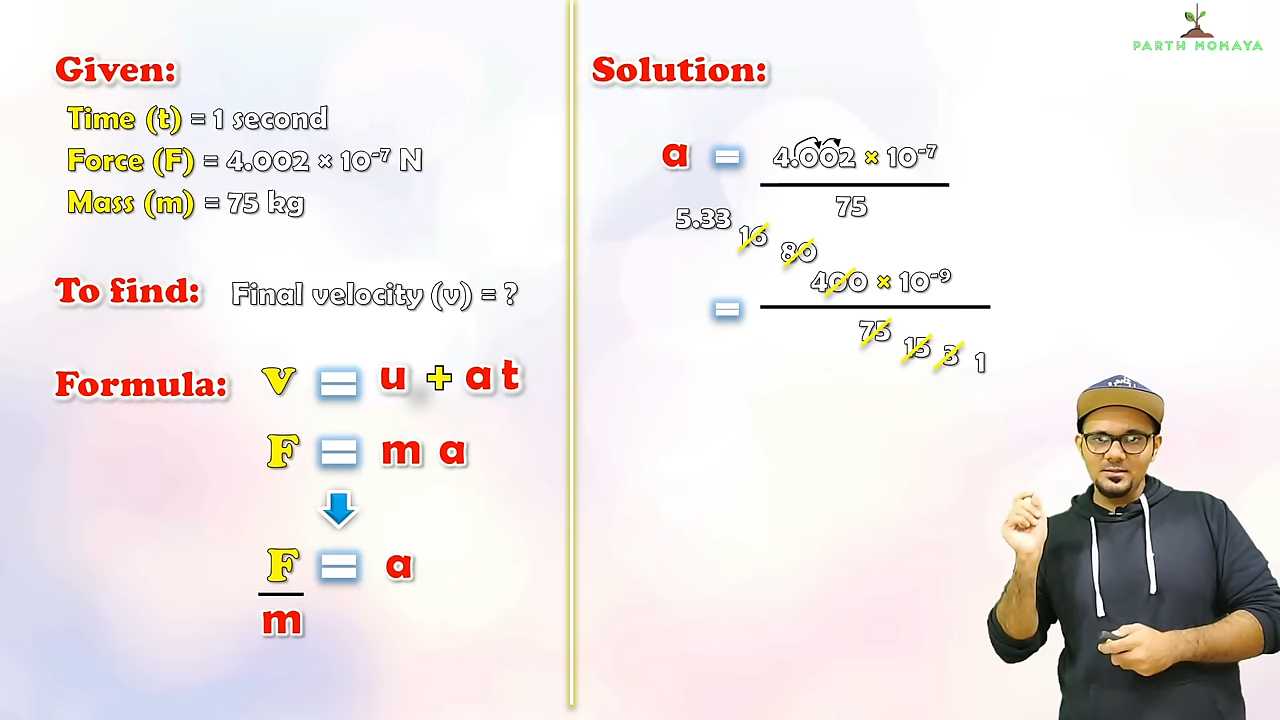 PARTH MOMAYA
Given:
Time (t) = 1 second
Force (F) = 4.002 × 10⁻⁷ N
Mass (m) = 75 kg
To find: Final velocity (v) = ?
Formula: v = u + a t
F = m a
F = a
m
Solution:
a = 4.002 × 10⁻⁷
75
5.33 16 80
= 400 × 10⁻⁹
75 15 3 1